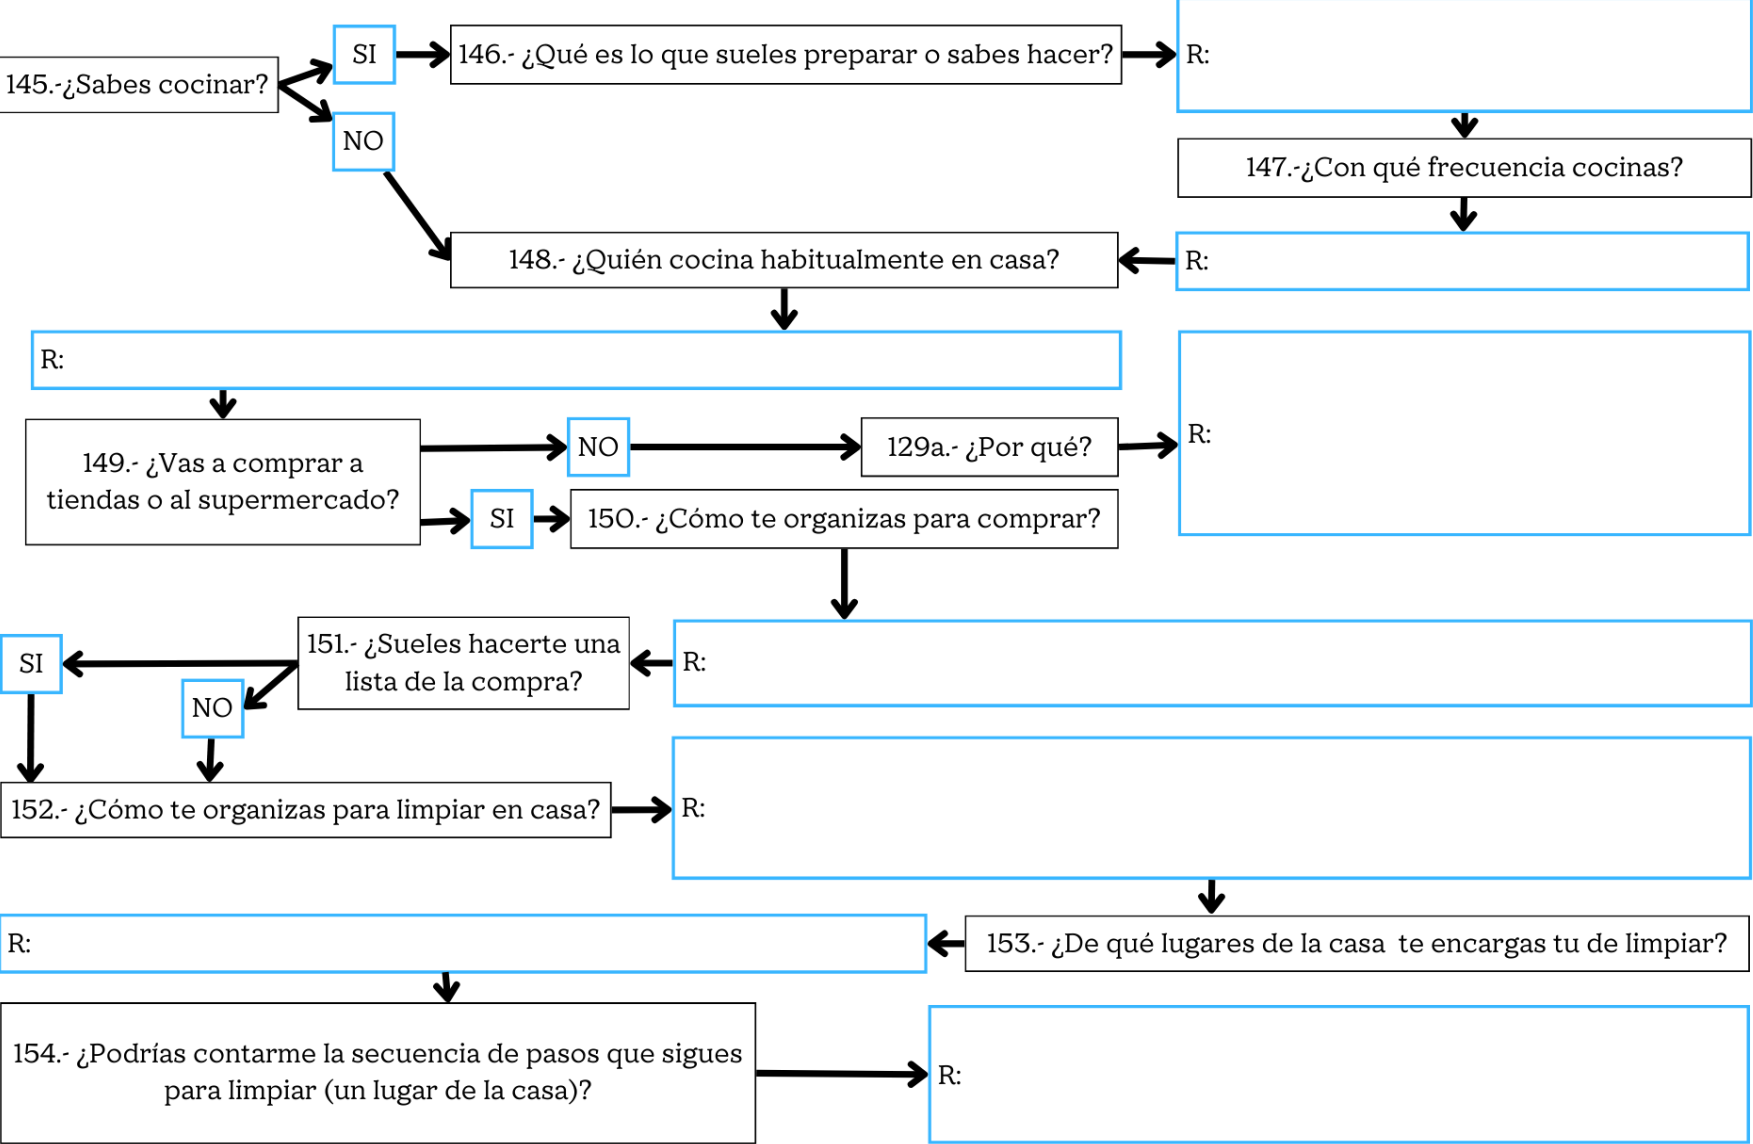 145.-¿Sabes cocinar?
SI
146.- ¿Qué es lo que sueles preparar o sabes hacer?
R:
NO
147.-¿Con qué frecuencia cocinas?
148.- ¿Quién cocina habitualmente en casa?
R:
R:
149.- ¿Vas a comprar a
tiendas o al supermercado?
NO
129a.- ¿Por qué?
R:
SI
150.- ¿Cómo te organizas para comprar?
R:
151.- ¿Sueles hacerte una
lista de la compra?
SI
NO
152.- ¿Cómo te organizas para limpiar en casa?
R:
153.- ¿De qué lugares de la casa te encargas tu de limpiar?
R:
154.- ¿Podrías contarme la secuencia de pasos que sigues
para limpiar (un lugar de la casa)?
R: